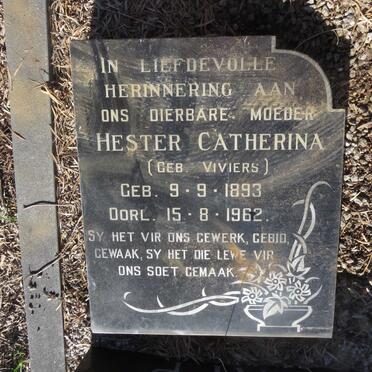 IN LIEFDEVOLLE
HERINNERING AAN
ONS DIERBARE MOEDER
HESTER CATHERINA
(GEB. VIVIERS)
GEB. 9-9-1893
OORL. 15-8-1962.
SY HET VIR ONS GEWERK, GEBID,
GEWAAK, SY HET DIE LEWE VIR
ONS SOET GEMAAK.